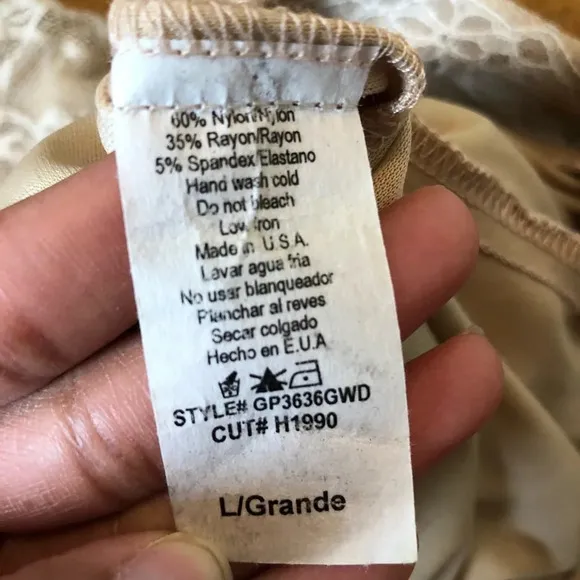 60% Nylon/Nylon
35% Rayon/Rayon
5% Spandex/Elastano
Hand wash cold
Do not bleach
Low iron
Made in U.S.A.
Lavar agua fria
No usar blanqueador
Planchar al reves
Secar colgado
Hecho en E.U.A
STYLE# GP3636GWD
CUT# H1990
L/Grande